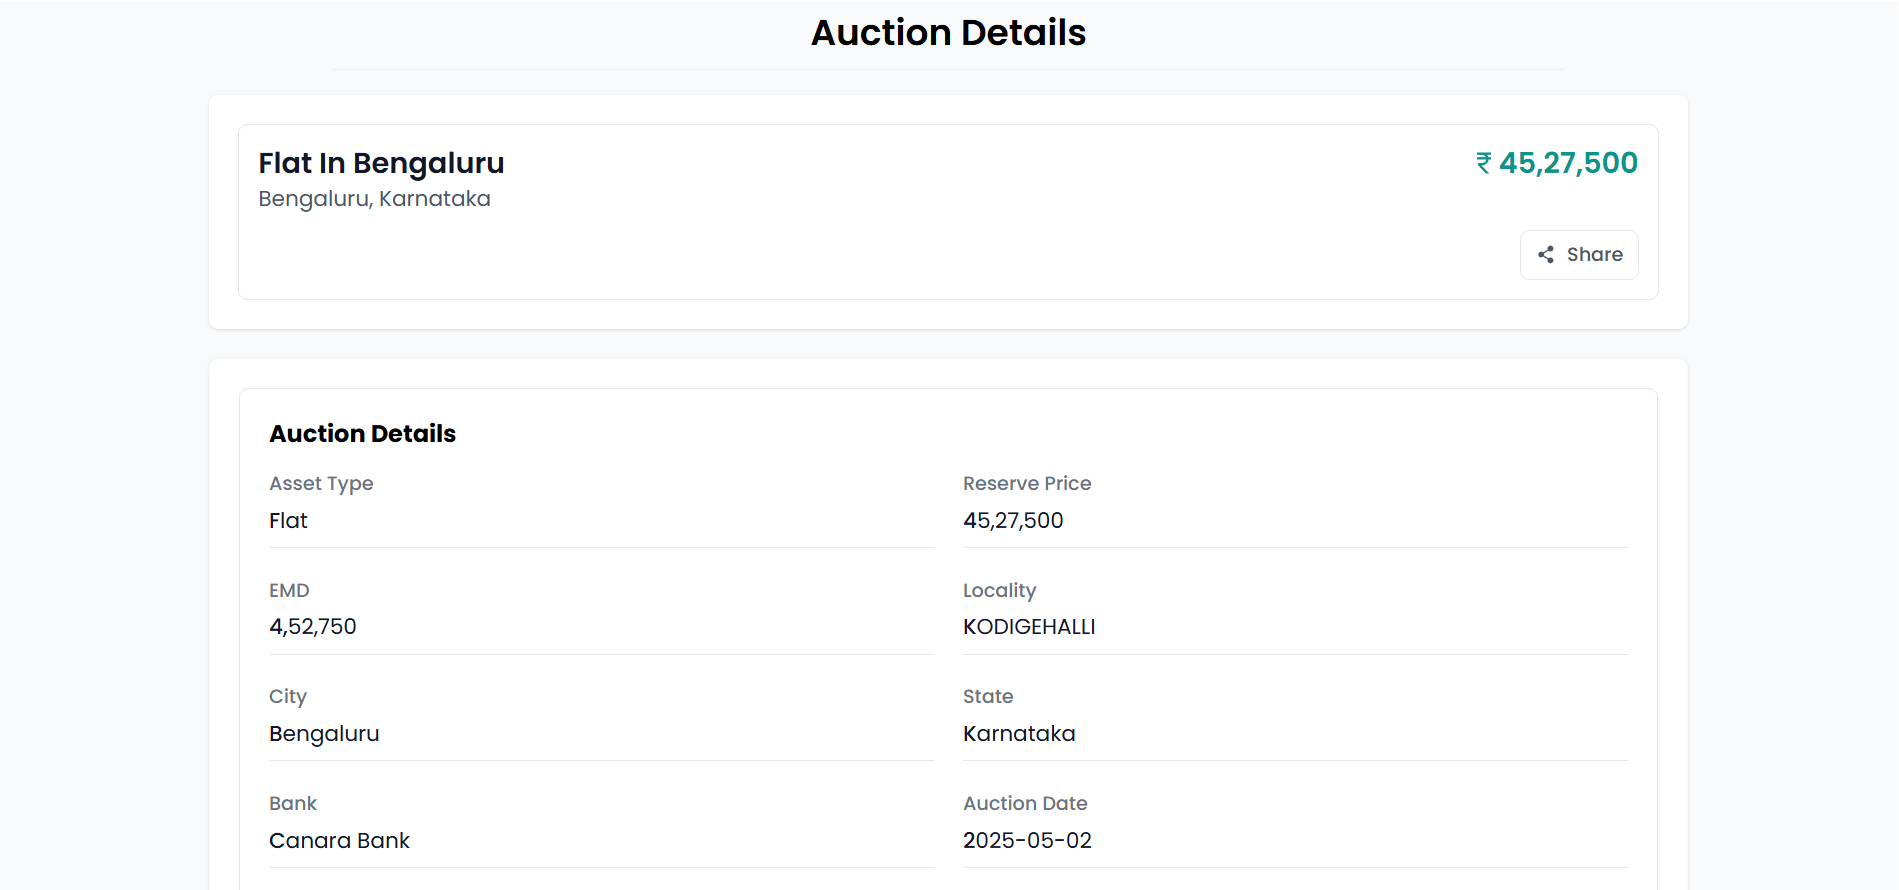 Auction Details
Flat In Bengaluru
₹ 45,27,500
Bengaluru, Karnataka
Share
Auction Details
Asset Type
Flat
Reserve Price
45,27,500
EMD
4,52,750
Locality
KODIGEHALLI
City
Bengaluru
State
Karnataka
Bank
Canara Bank
Auction Date
2025-05-02